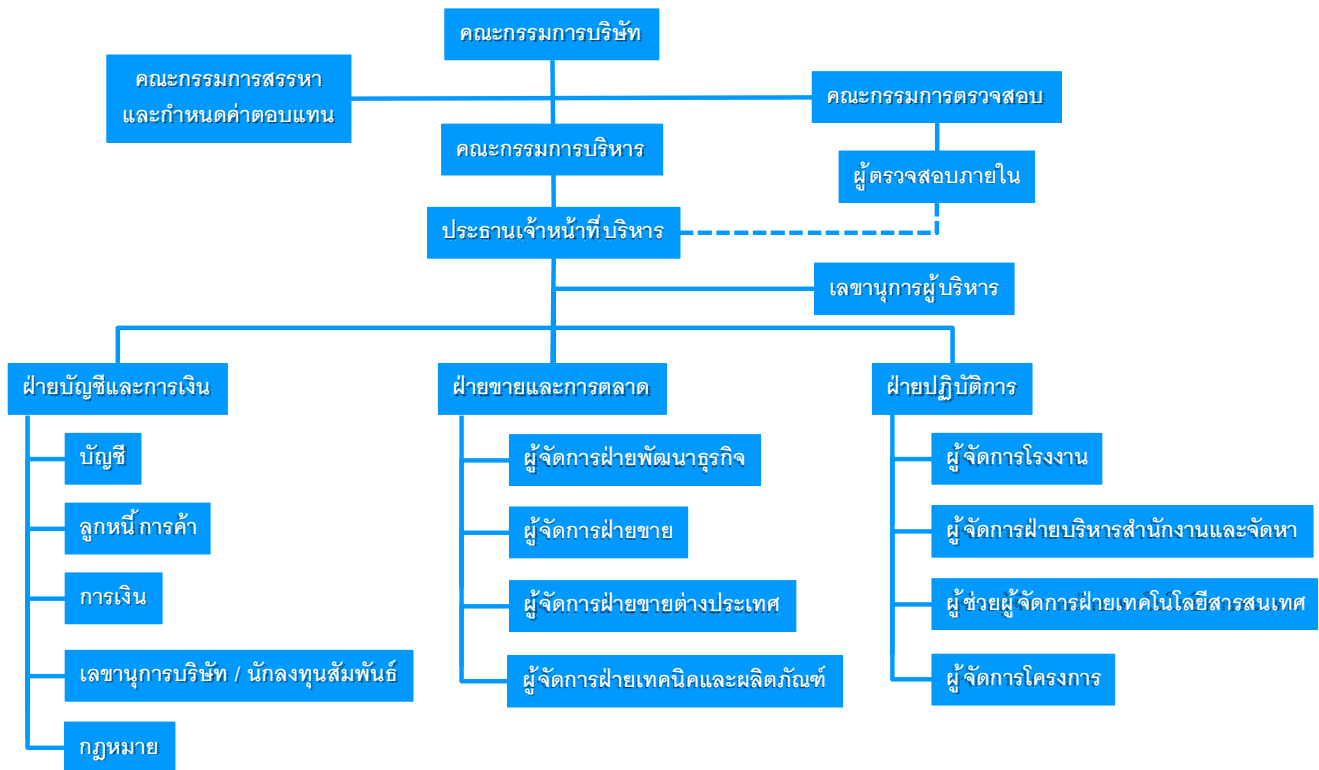 คณะกรรมการบริษัท
คณะกรรมการสรรหา
และกำหนดค่าตอบแทน
คณะกรรมการตรวจสอบ
คณะกรรมการบริหาร
ผู้ตรวจสอบภายใน
ประธานเจ้าหน้าที่บริหาร
เลขานุการผู้บริหาร
ฝ่ายบัญชีและการเงิน
บัญชี
ลูกหนี้การค้า
การเงิน
เลขานุการบริษัท / นักลงทุนสัมพันธ์
กฎหมาย
ฝ่ายขายและการตลาด
ผู้จัดการฝ่ายพัฒนาธุรกิจ
ผู้จัดการฝ่ายขาย
ผู้จัดการฝ่ายขายต่างประเทศ
ผู้จัดการฝ่ายเทคนิคและผลิตภัณฑ์
ฝ่ายปฏิบัติการ
ผู้จัดการโรงงาน
ผู้จัดการฝ่ายบริหารสำนักงานและจัดหา
ผู้ช่วยผู้จัดการฝ่ายเทคโนโลยีสารสนเทศ
ผู้จัดการโครงการ